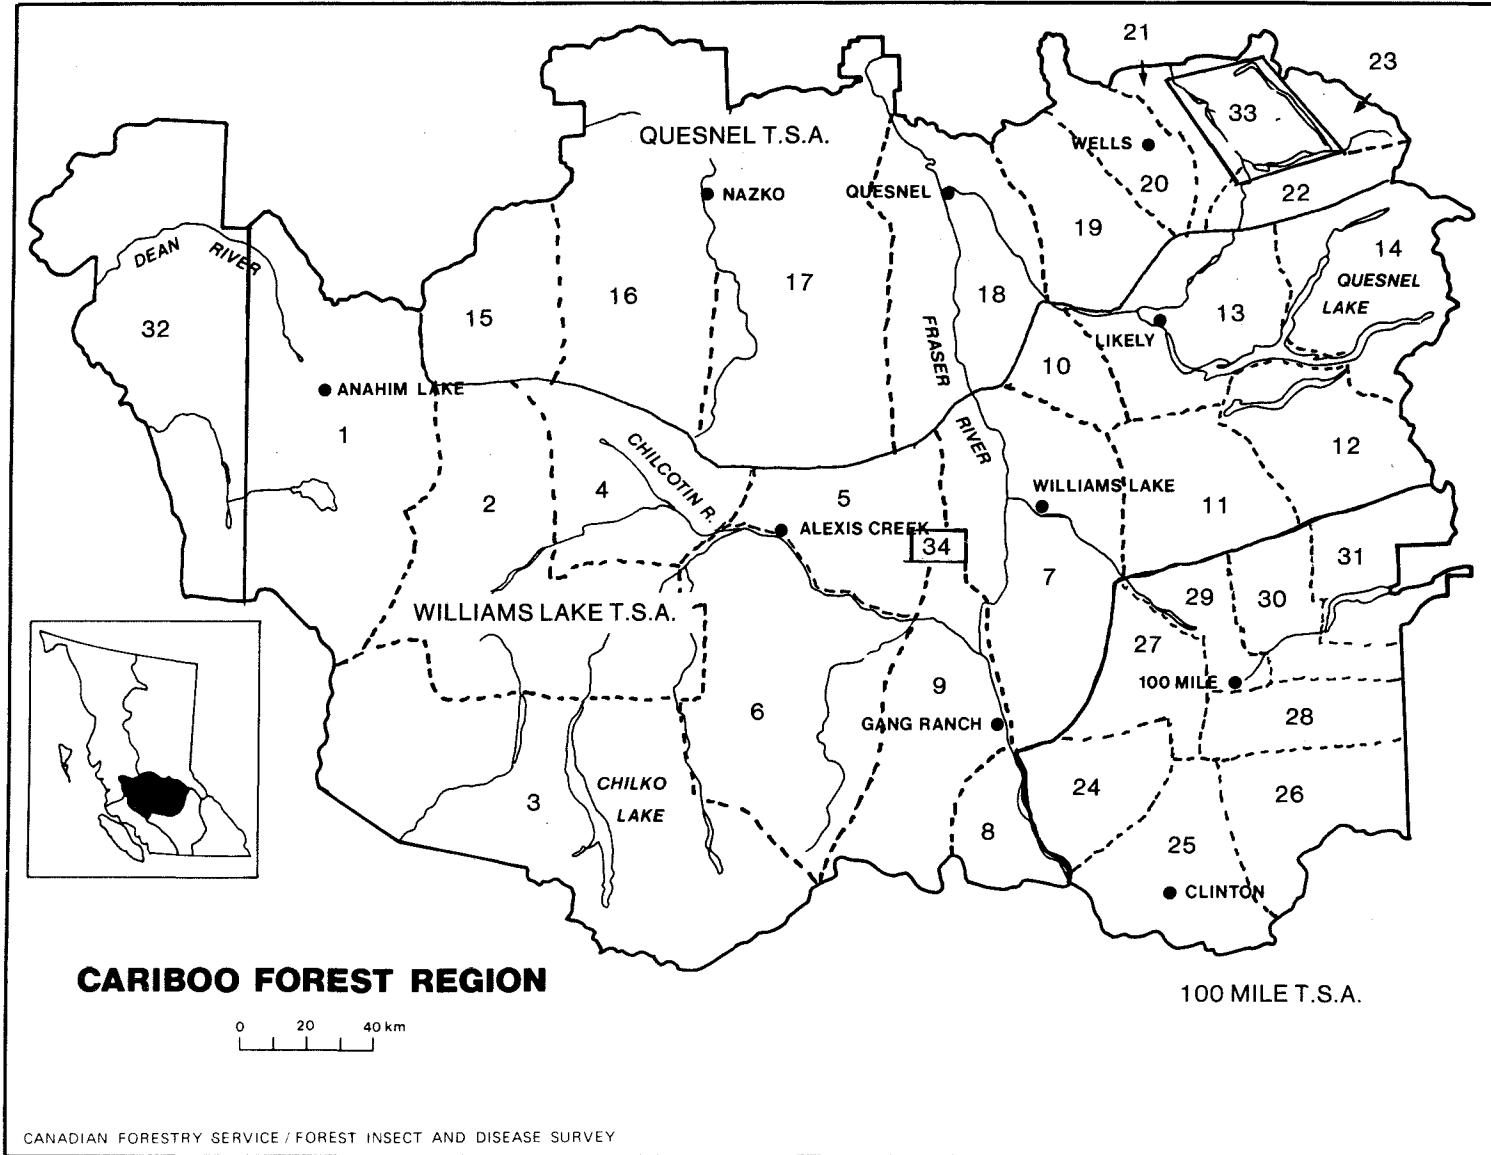 21
23
33
QUESNEL T.S.A.
WELLS
20
NAZKO
QUESNEL
22
19
DEAN RIVER
14
QUESNEL
LAKE
16
17
18
15
13
32
FRASER
RIVER
LIKELY
10
ANAHIM LAKE
1
CHILCOTIN R.
12
2
4
5
WILLIAMS LAKE
11
ALEXIS CREEK
34
31
7
29
30
WILLIAMS LAKE T.S.A.
27
9
100 MILE
6
28
GANG RANCH
CHILKO
LAKE
3
24
26
8
25
CLINTON
CARIBOO FOREST REGION
100 MILE T.S.A.
0 20 40 km
CANADIAN FORESTRY SERVICE / FOREST INSECT AND DISEASE SURVEY